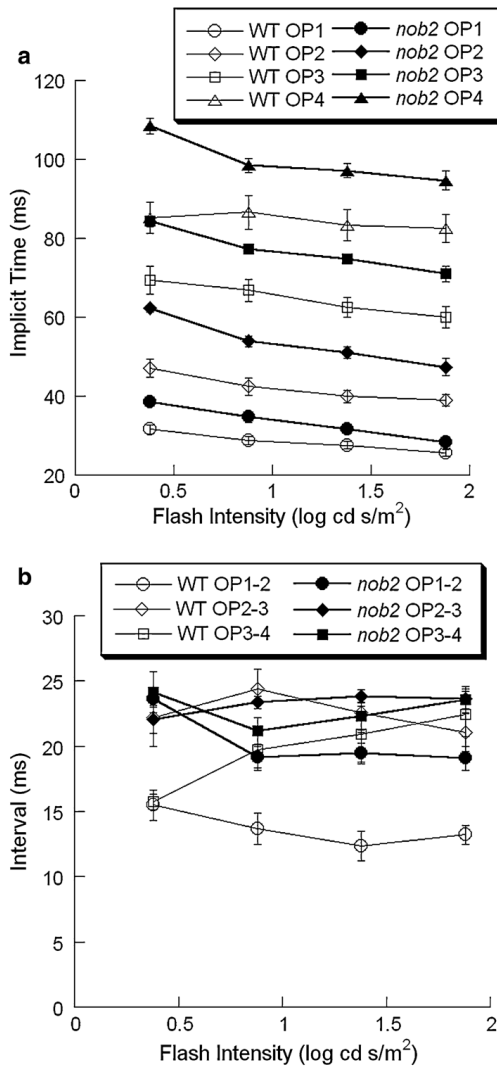 WT OP1 nob2 OP1
WT OP2 nob2 OP2
WT OP3 nob2 OP3
WT OP4 nob2 OP4
a
120
100
80
60
40
20
Implicit Time (ms)
0 0.5 1 1.5 2
Flash Intensity (log cd s/m²)
b
WT OP1-2 nob2 OP1-2
WT OP2-3 nob2 OP2-3
WT OP3-4 nob2 OP3-4
30
25
20
15
10
5
0
Interval (ms)
0 0.5 1 1.5 2
Flash Intensity (log cd s/m²)